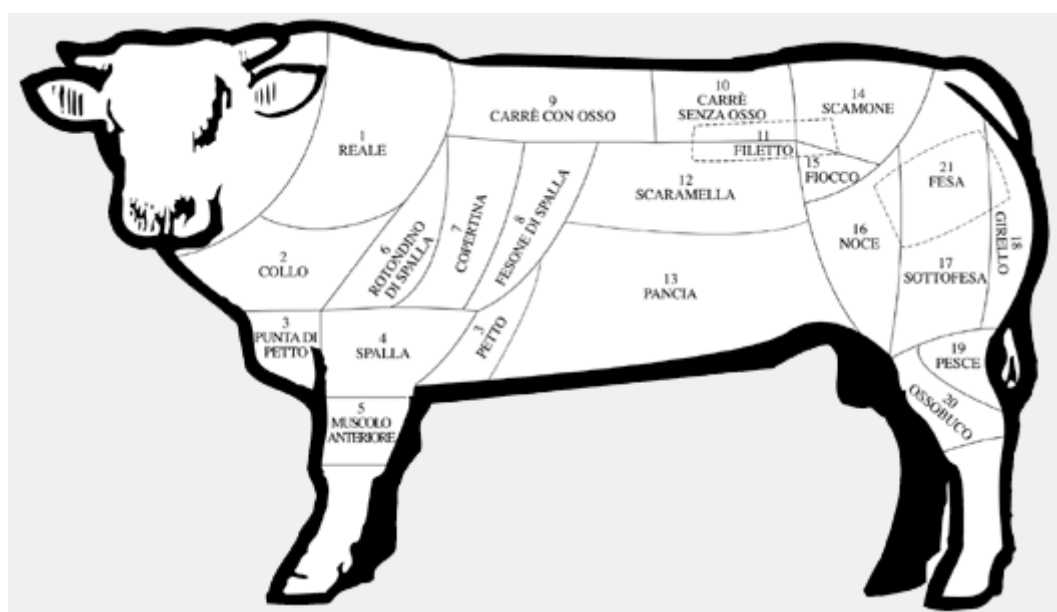 1
REALE
2
COLLO
3
PUNTA DI
PETTO
4
SPALLA
5
MUSCOLO
ANTERIORE
6
ROTONDINO
DI SPALLA
7
COPERTINA
8
FESONE DI SPALLA
3
PETTO
9
CARRÈ CON OSSO
10
CARRÈ
SENZA OSSO
11
FILETTO
12
SCARAMELLA
13
PANCIA
14
SCAMONE
15
FIOCCO
16
NOCE
21
FESA
17
SOTTOFESA
18
GIRELLO
19
PESCE
20
OSSOBUCO